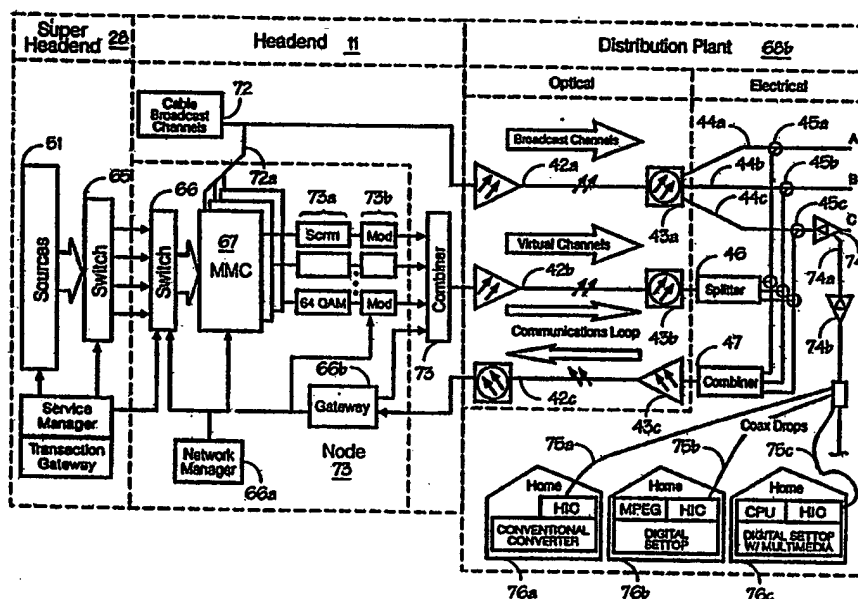 Super
Headend 28
Headend 11
Distribution Plant 68b
Optical
Electrical
72
Cable
Broadcast
Channels
72a
Broadcast Channels
42a
43a
44a
44b
44c
45a
45b
45c
A
B
C
61
Sources
65
Switch
66
Switch
67
MMC
73a
73b
Scrm
Mod
64 QAM
Mod
Combiner
73
Virtual Channels
42b
43b
46
Splitter
74a
74b
Communications
Loop
47
Combiner
42c
43c
66b
Gateway
Service
Manager
Transaction
Gateway
Network
Manager
66a
Node
73
75a
75b
Coax Drops
75c
Home
HIC
CONVENTIONAL
CONVERTER
76a
Home
MPEG
HIC
DIGITAL
SETTOP
76b
Home
CPU
HIC
DIGITAL SETTOP
W/ MULTIMEDIA
76c